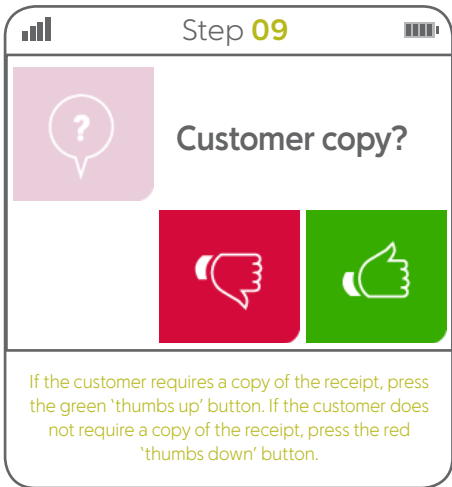 Step 09
?
Customer copy?
If the customer requires a copy of the receipt, press
the green ‘thumbs up’ button. If the customer does
not require a copy of the receipt, press the red
‘thumbs down’ button.